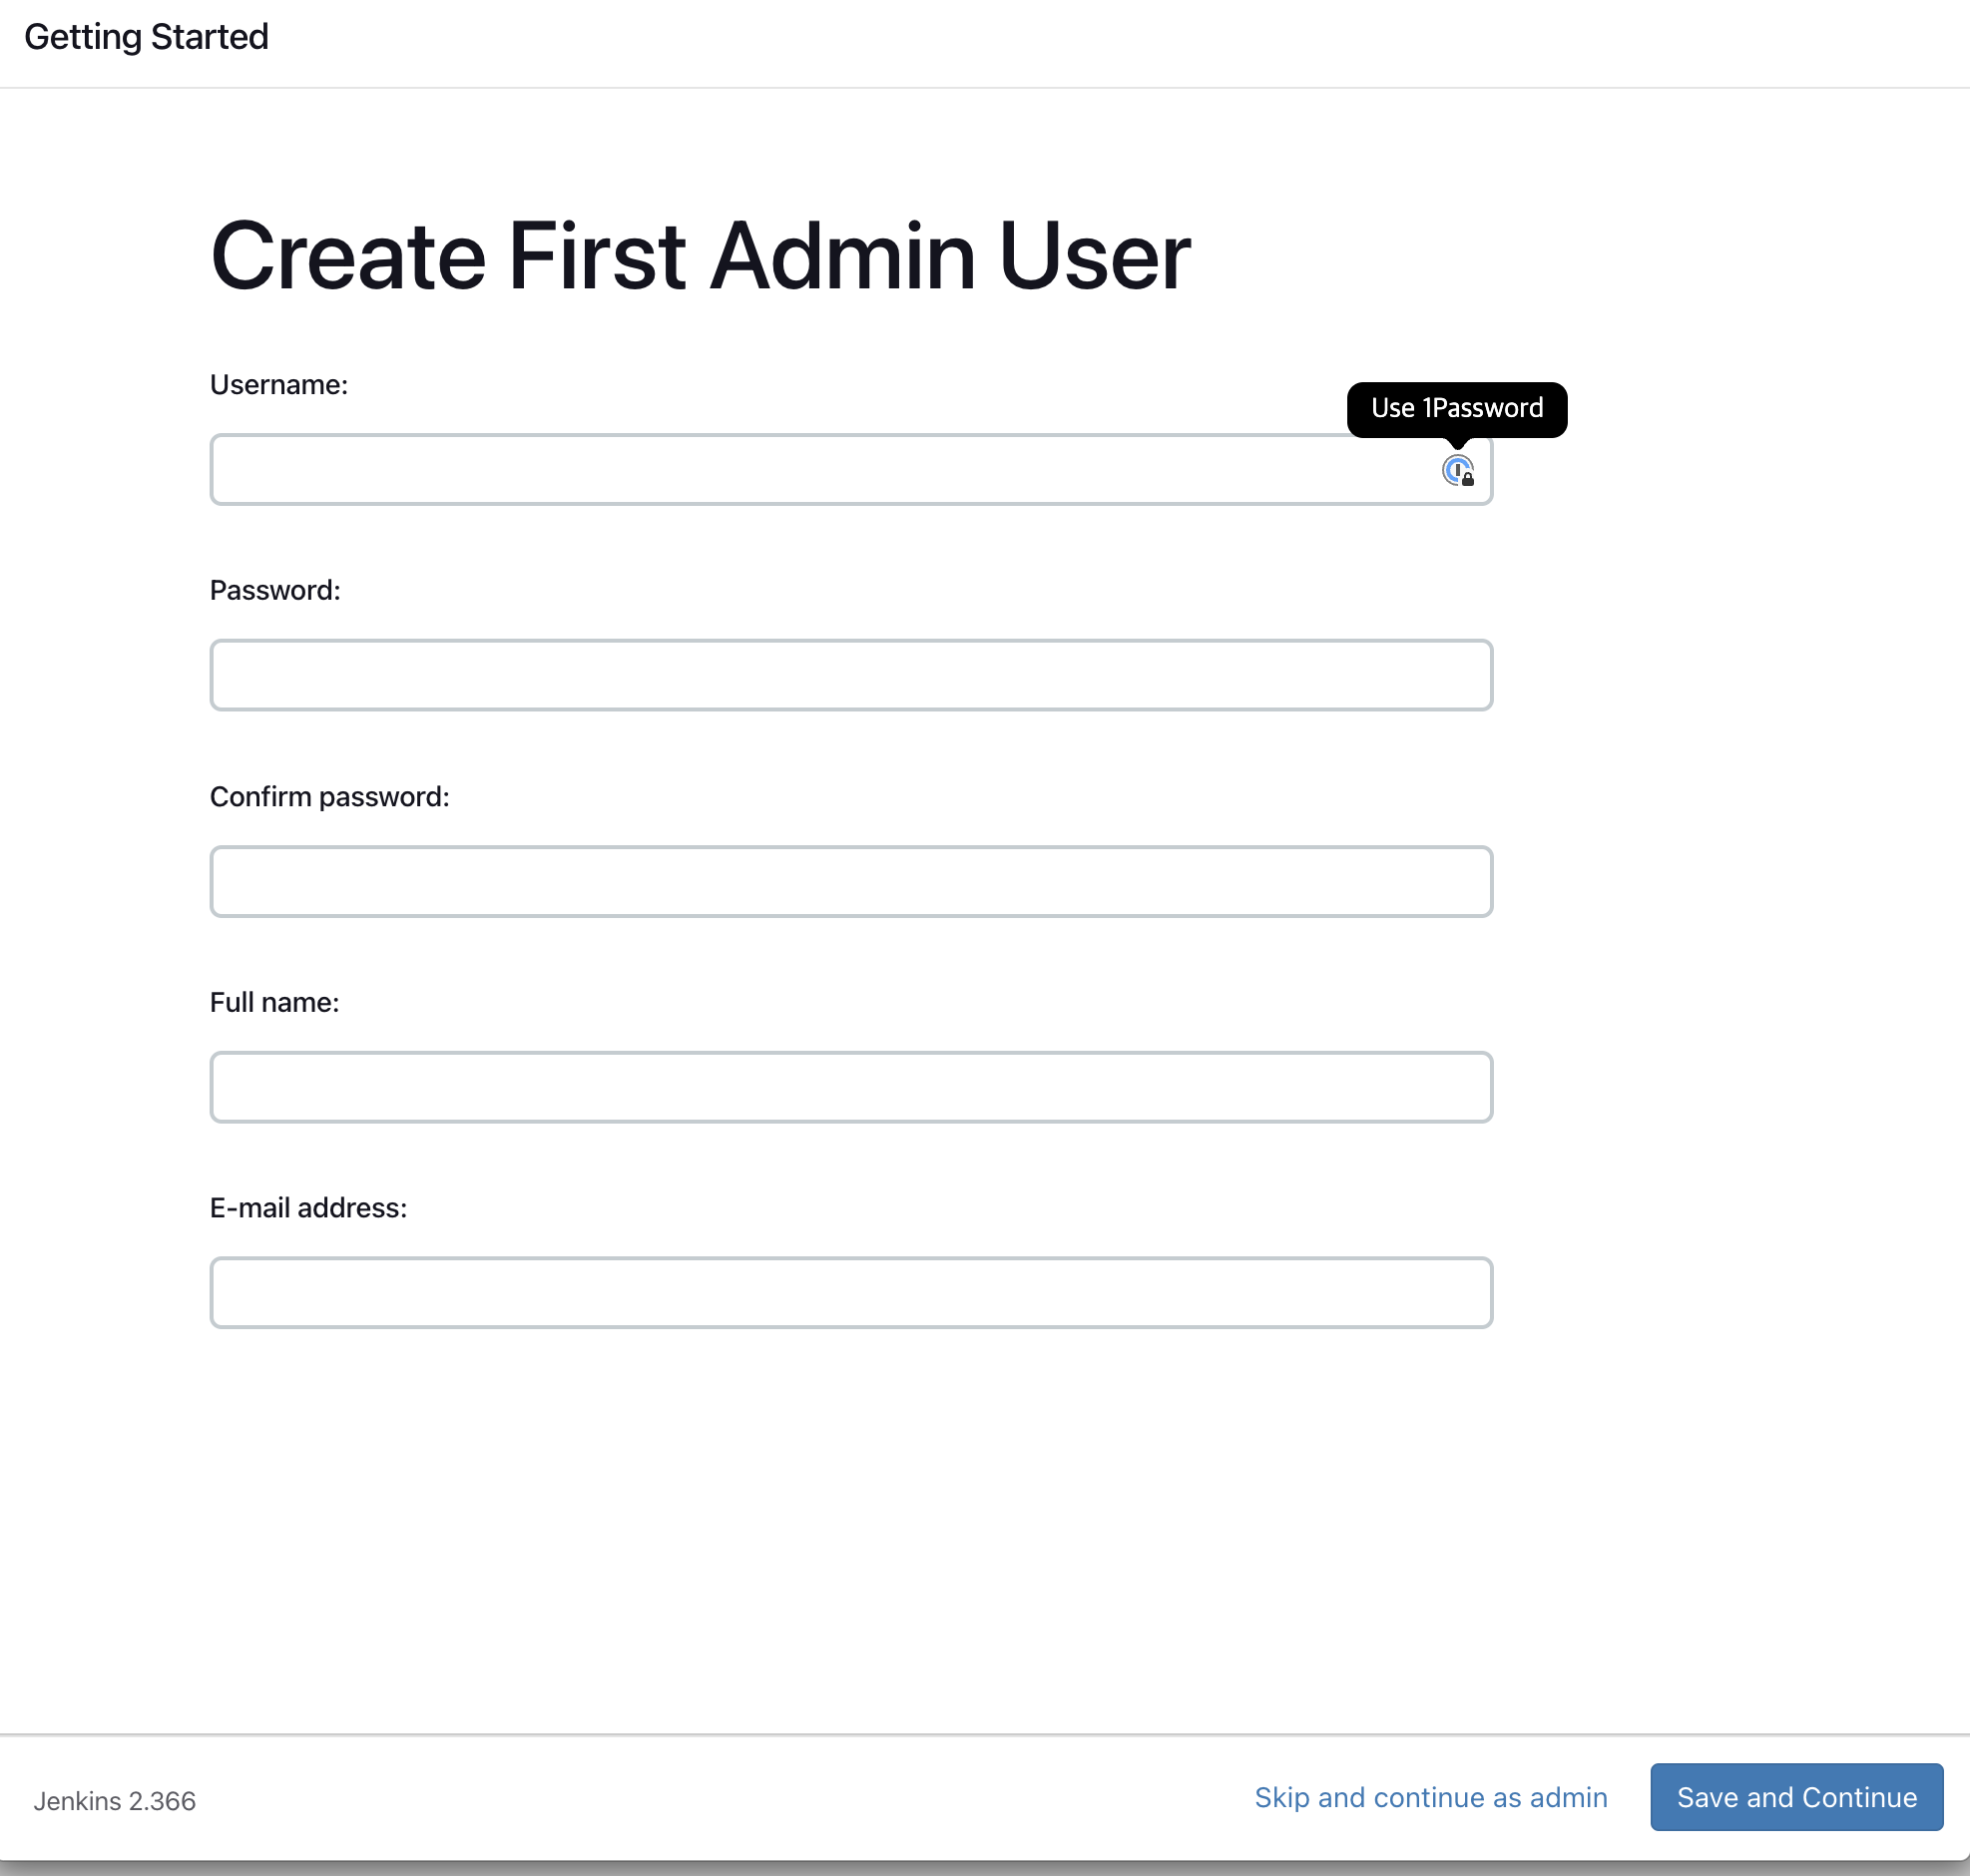 Getting Started
Create First Admin User
Username:
Use 1Password
Password:
Confirm password:
Full name:
E-mail address:
Jenkins 2.366
Skip and continue as admin
Save and Continue